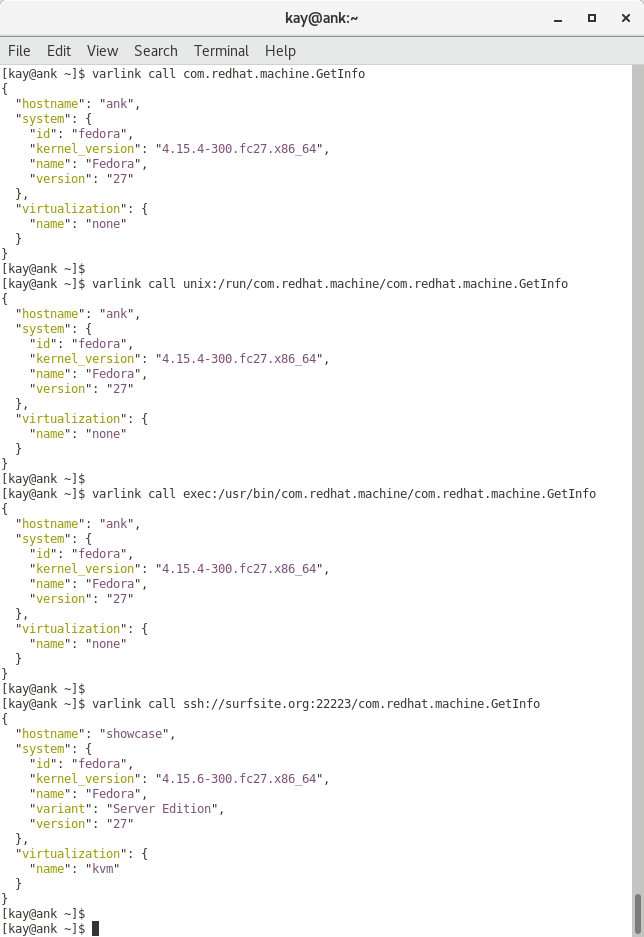 kay@ank:~
File Edit View Search Terminal Help
[kay@ank ~]$ varlink call com.redhat.machine.GetInfo
{
  "hostname": "ank",
  "system": {
    "id": "fedora",
    "kernel_version": "4.15.4-300.fc27.x86_64",
    "name": "Fedora",
    "version": "27"
  },
  "virtualization": {
    "name": "none"
  }
}
[kay@ank ~]$
[kay@ank ~]$ varlink call unix:/run/com.redhat.machine/com.redhat.machine.GetInfo
{
  "hostname": "ank",
  "system": {
    "id": "fedora",
    "kernel_version": "4.15.4-300.fc27.x86_64",
    "name": "Fedora",
    "version": "27"
  },
  "virtualization": {
    "name": "none"
  }
}
[kay@ank ~]$
[kay@ank ~]$ varlink call exec:/usr/bin/com.redhat.machine/com.redhat.machine.GetInfo
{
  "hostname": "ank",
  "system": {
    "id": "fedora",
    "kernel_version": "4.15.4-300.fc27.x86_64",
    "name": "Fedora",
    "version": "27"
  },
  "virtualization": {
    "name": "none"
  }
}
[kay@ank ~]$
[kay@ank ~]$ varlink call ssh://surfsite.org:22223/com.redhat.machine.GetInfo
{
  "hostname": "showcase",
  "system": {
    "id": "fedora",
    "kernel_version": "4.15.6-300.fc27.x86_64",
    "name": "Fedora",
    "variant": "Server Edition",
    "version": "27"
  },
  "virtualization": {
    "name": "kvm"
  }
}
[kay@ank ~]$
[kay@ank ~]$